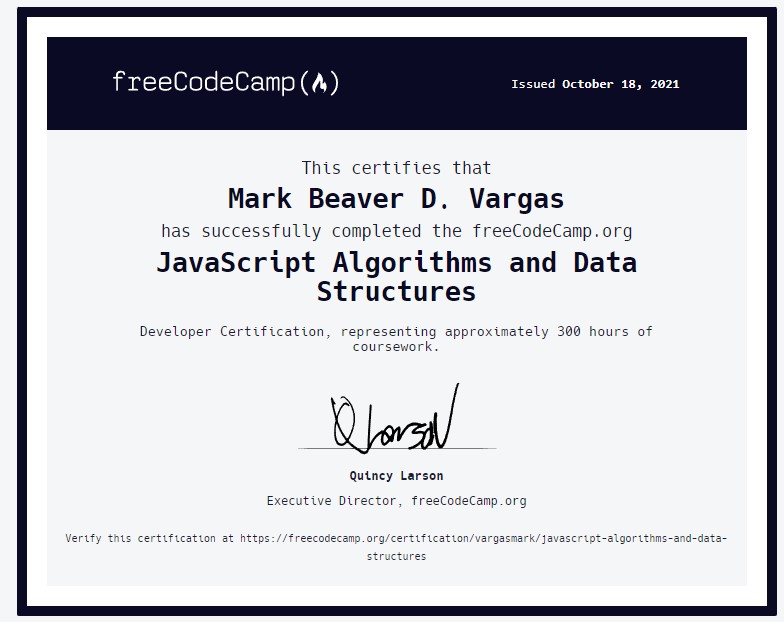 freeCodeCamp
Issued October 18, 2021
This certifies that
Mark Beaver D. Vargas
has successfully completed the freeCodeCamp.org
JavaScript Algorithms and Data
Structures
Developer Certification, representing approximately 300 hours of
coursework.
Q Larson
Quincy Larson
Executive Director, freeCodeCamp.org
Verify this certification at https://freecodecamp.org/certification/vargasmark/javascript-algorithms-and-data-
structures